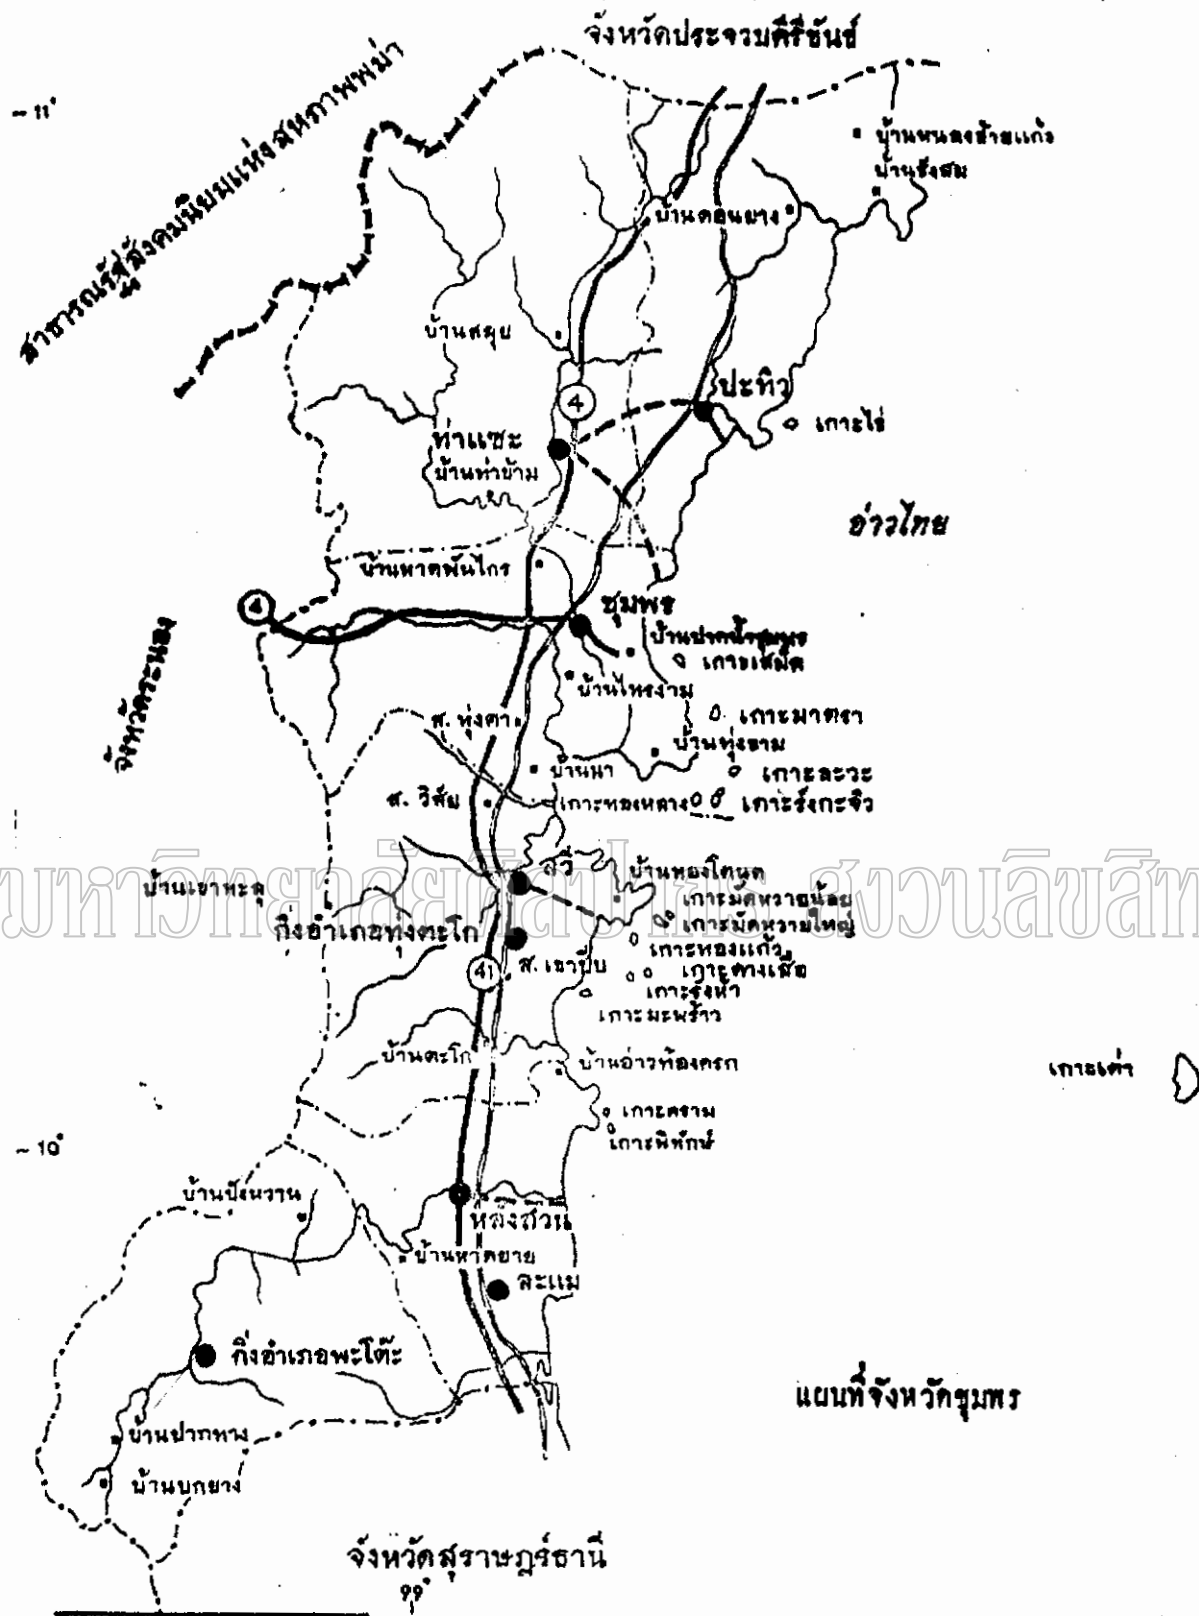 จังหวัดประจวบคีรีขันธ์
~ 11°
สาธารณรัฐสังคมนิยมแห่งสหภาพพม่า
บ้านหนองช้างแก้ว
บ้านรังสม
บ้านดอนยาง
บ้านสลุย
4
ปะทิว
เกาะไข่
ท่าแซะ
บ้านท่าข้าม
อ่าวไทย
บ้านหาดพันไกร
4
ชุมพร
บ้านปากน้ำชุมพร
เกาะเสม็ด
จังหวัดระนอง
บ้านไทรงาม
ส. ทุ่งคา
เกาะมาตรา
บ้านทุ่งยาม
บ้านนา
เกาะละวะ
ส. วิสัย
เกาะทองหลาง
เกาะรังกะจิว
สวี
บ้านเขาทะลุ
บ้านทองโตนด
มหาวิทยาลัยศิลปากร สงวนลิขสิทธิ์
เกาะมัดหวายน้อย
เกาะมัดหวายใหญ่
กิ่งอำเภอทุ่งตะโก
เกาะทองแก้ว
41
ส. เขาปีบ
เกาะคางเสือ
เกาะรังห้า
เกาะมะพร้าว
บ้านตะโก
บ้านอ่าวท้องครก
เกาะเต่า
เกาะคราม
~ 10°
เกาะพิทักษ์
บ้านปังหวาน
หลังสวน
บ้านหาดยาย
ละแม
กิ่งอำเภอพะโต๊ะ
แผนที่จังหวัดชุมพร
บ้านปากทาง
บ้านบกยาง
จังหวัดสุราษฎร์ธานี
99°